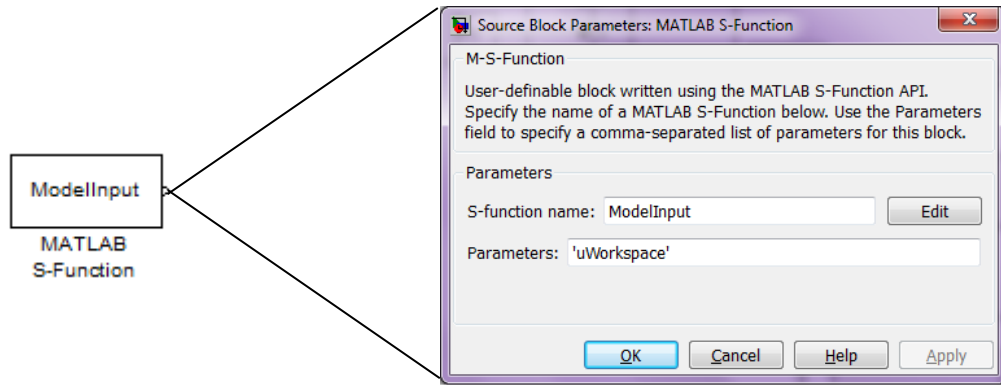 ModelInput
MATLAB
S-Function
Source Block Parameters: MATLAB S-Function
M-S-Function
User-definable block written using the MATLAB S-Function API.
Specify the name of a MATLAB S-Function below. Use the Parameters
field to specify a comma-separated list of parameters for this block.
Parameters
S-function name: ModelInput Edit
Parameters: 'uWorkspace'
OK Cancel Help Apply